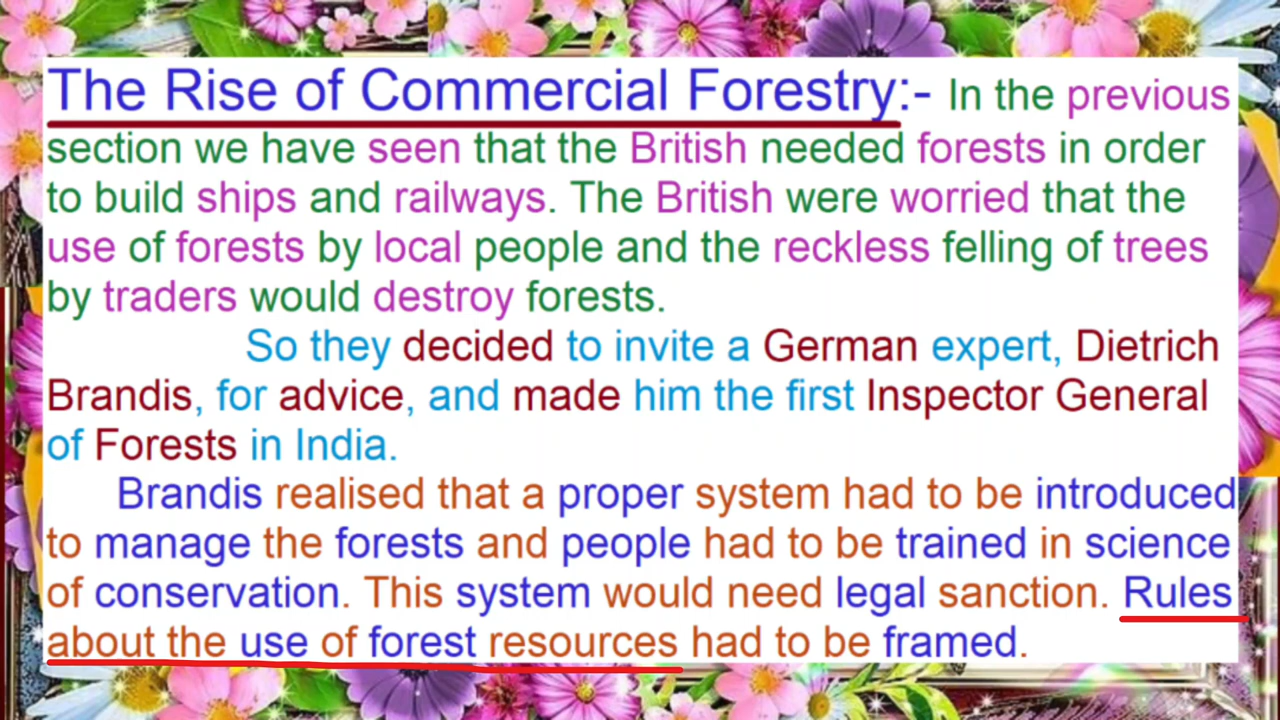 The Rise of Commercial Forestry:- In the previous
section we have seen that the British needed forests in order
to build ships and railways. The British were worried that the
use of forests by local people and the reckless felling of trees
by traders would destroy forests.
So they decided to invite a German expert, Dietrich
Brandis, for advice, and made him the first Inspector General
of Forests in India.
Brandis realised that a proper system had to be introduced
to manage the forests and people had to be trained in science
of conservation. This system would need legal sanction. Rules
about the use of forest resources had to be framed.